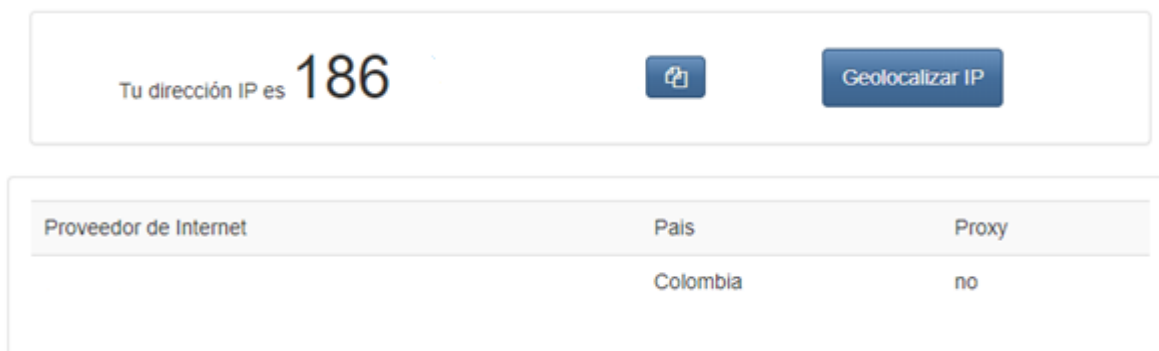 Tu dirección IP es 186 Geolocalizar IP
Proveedor de Internet Pais Proxy
Colombia no